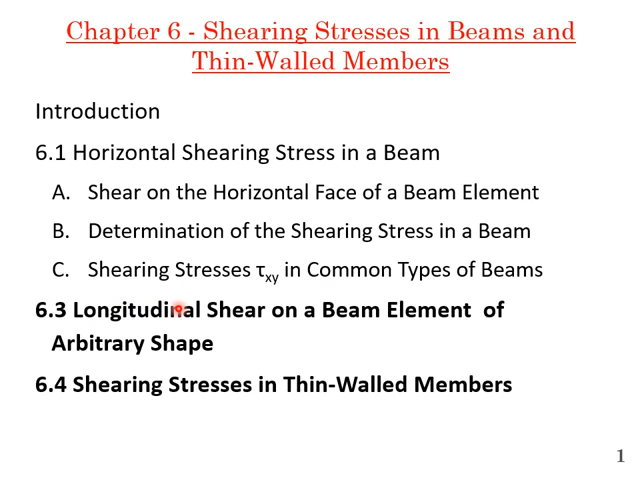 Chapter 6 - Shearing Stresses in Beams and
Thin-Walled Members
Introduction
6.1 Horizontal Shearing Stress in a Beam
A. Shear on the Horizontal Face of a Beam Element
B. Determination of the Shearing Stress in a Beam
C. Shearing Stresses τxy in Common Types of Beams
6.3 Longitudinal Shear on a Beam Element of
Arbitrary Shape
6.4 Shearing Stresses in Thin-Walled Members
1